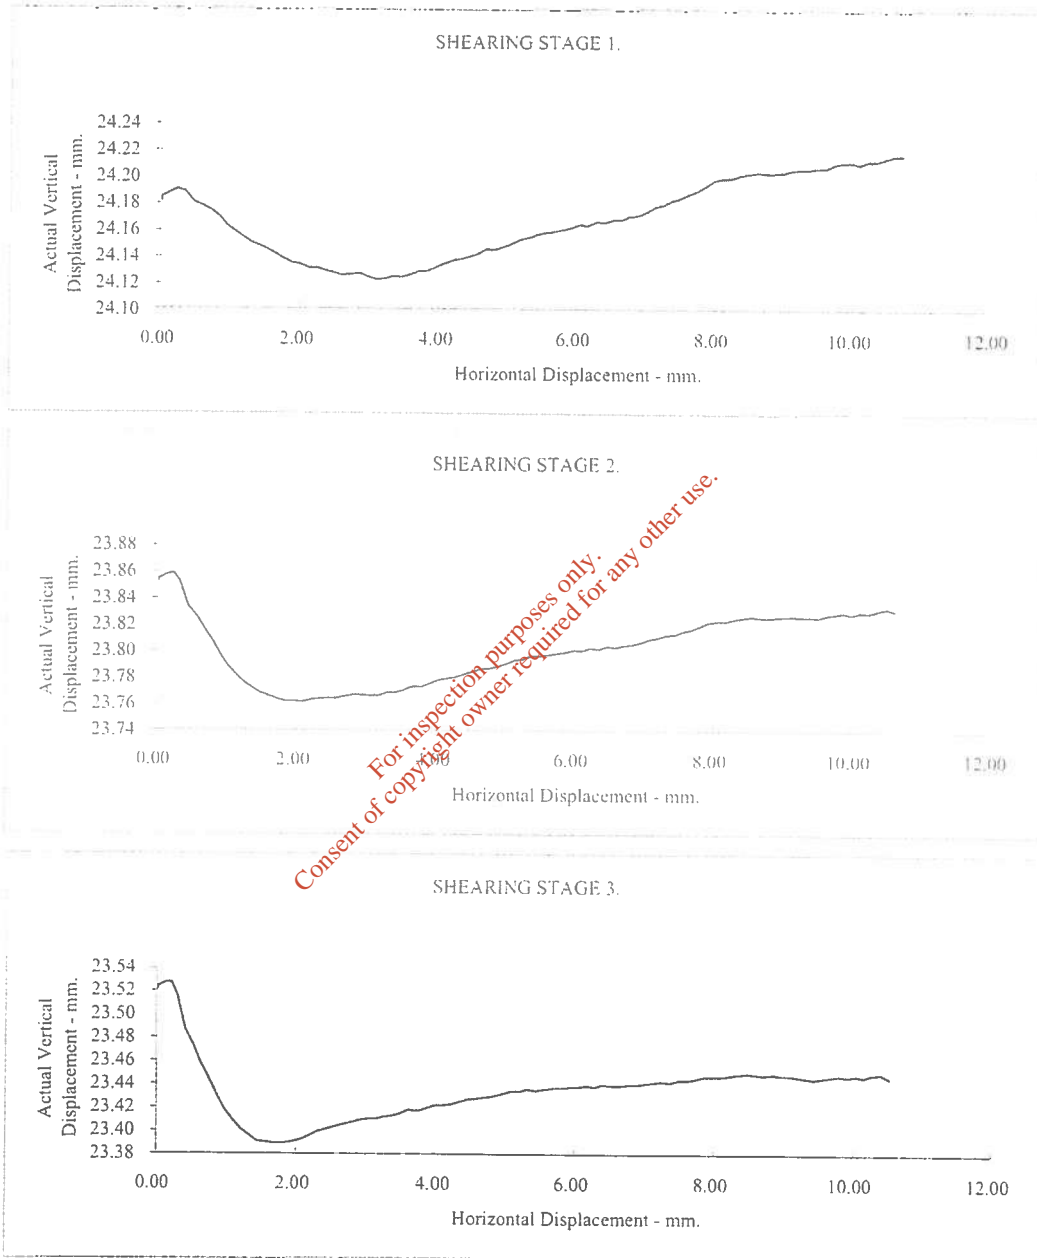 SHEARING STAGE 1.
Actual Vertical
Displacement - mm.
24.24
24.22
24.20
24.18
24.16
24.14
24.12
24.10
0.00 2.00 4.00 6.00 8.00 10.00 12.00
Horizontal Displacement - mm.
SHEARING STAGE 2.
Actual Vertical
Displacement - mm.
23.88
23.86
23.84
23.82
23.80
23.78
23.76
23.74
0.00 2.00 4.00 6.00 8.00 10.00 12.00
Horizontal Displacement - mm.
For inspection purposes only.
Consent of copyright owner required for any other use.
SHEARING STAGE 3.
Actual Vertical
Displacement - mm.
23.54
23.52
23.50
23.48
23.46
23.44
23.42
23.40
23.38
0.00 2.00 4.00 6.00 8.00 10.00 12.00
Horizontal Displacement - mm.